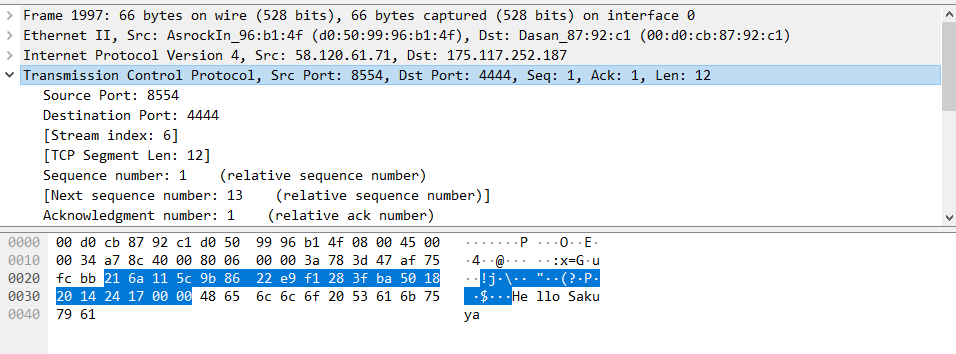 Frame 1997: 66 bytes on wire (528 bits), 66 bytes captured (528 bits) on interface 0
Ethernet II, Src: AsrockIn_96:b1:4f (d0:50:99:96:b1:4f), Dst: Dasan_87:92:c1 (00:d0:cb:87:92:c1)
Internet Protocol Version 4, Src: 58.120.61.71, Dst: 175.117.252.187
Transmission Control Protocol, Src Port: 8554, Dst Port: 4444, Seq: 1, Ack: 1, Len: 12
Source Port: 8554
Destination Port: 4444
[Stream index: 6]
[TCP Segment Len: 12]
Sequence number: 1    (relative sequence number)
[Next sequence number: 13    (relative sequence number)]
Acknowledgment number: 1    (relative ack number)
0000  00 d0 cb 87 92 c1 d0 50  99 96 b1 4f 08 00 45 00  ·······P ···O··E·
0010  00 34 a7 8c 40 00 80 06  00 00 3a 78 3d 47 af 75  ·4··@··· ··:x=G·u
0020  fc bb 21 6a 11 5c 9b 86  22 e9 f1 28 3f ba 50 18  ··!j·\·· "··(?·P·
0030  20 14 24 17 00 00 48 65  6c 6c 6f 20 53 61 6b 75   ·$···He llo Saku
0040  79 61  ya